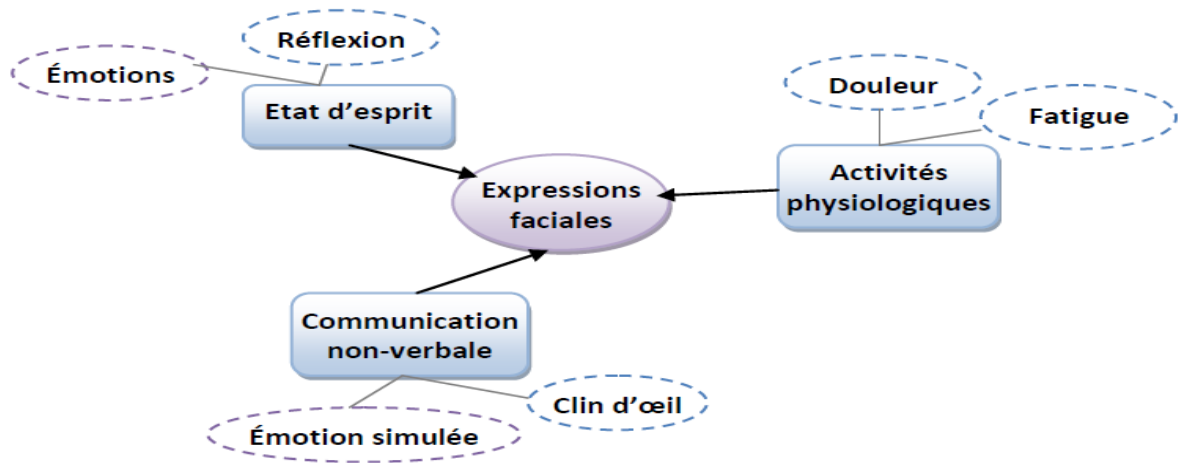 Réflexion
Émotions
Etat d’esprit
Douleur
Fatigue
Activités
physiologiques
Expressions
faciales
Communication
non-verbale
Clin d’œil
Émotion simulée